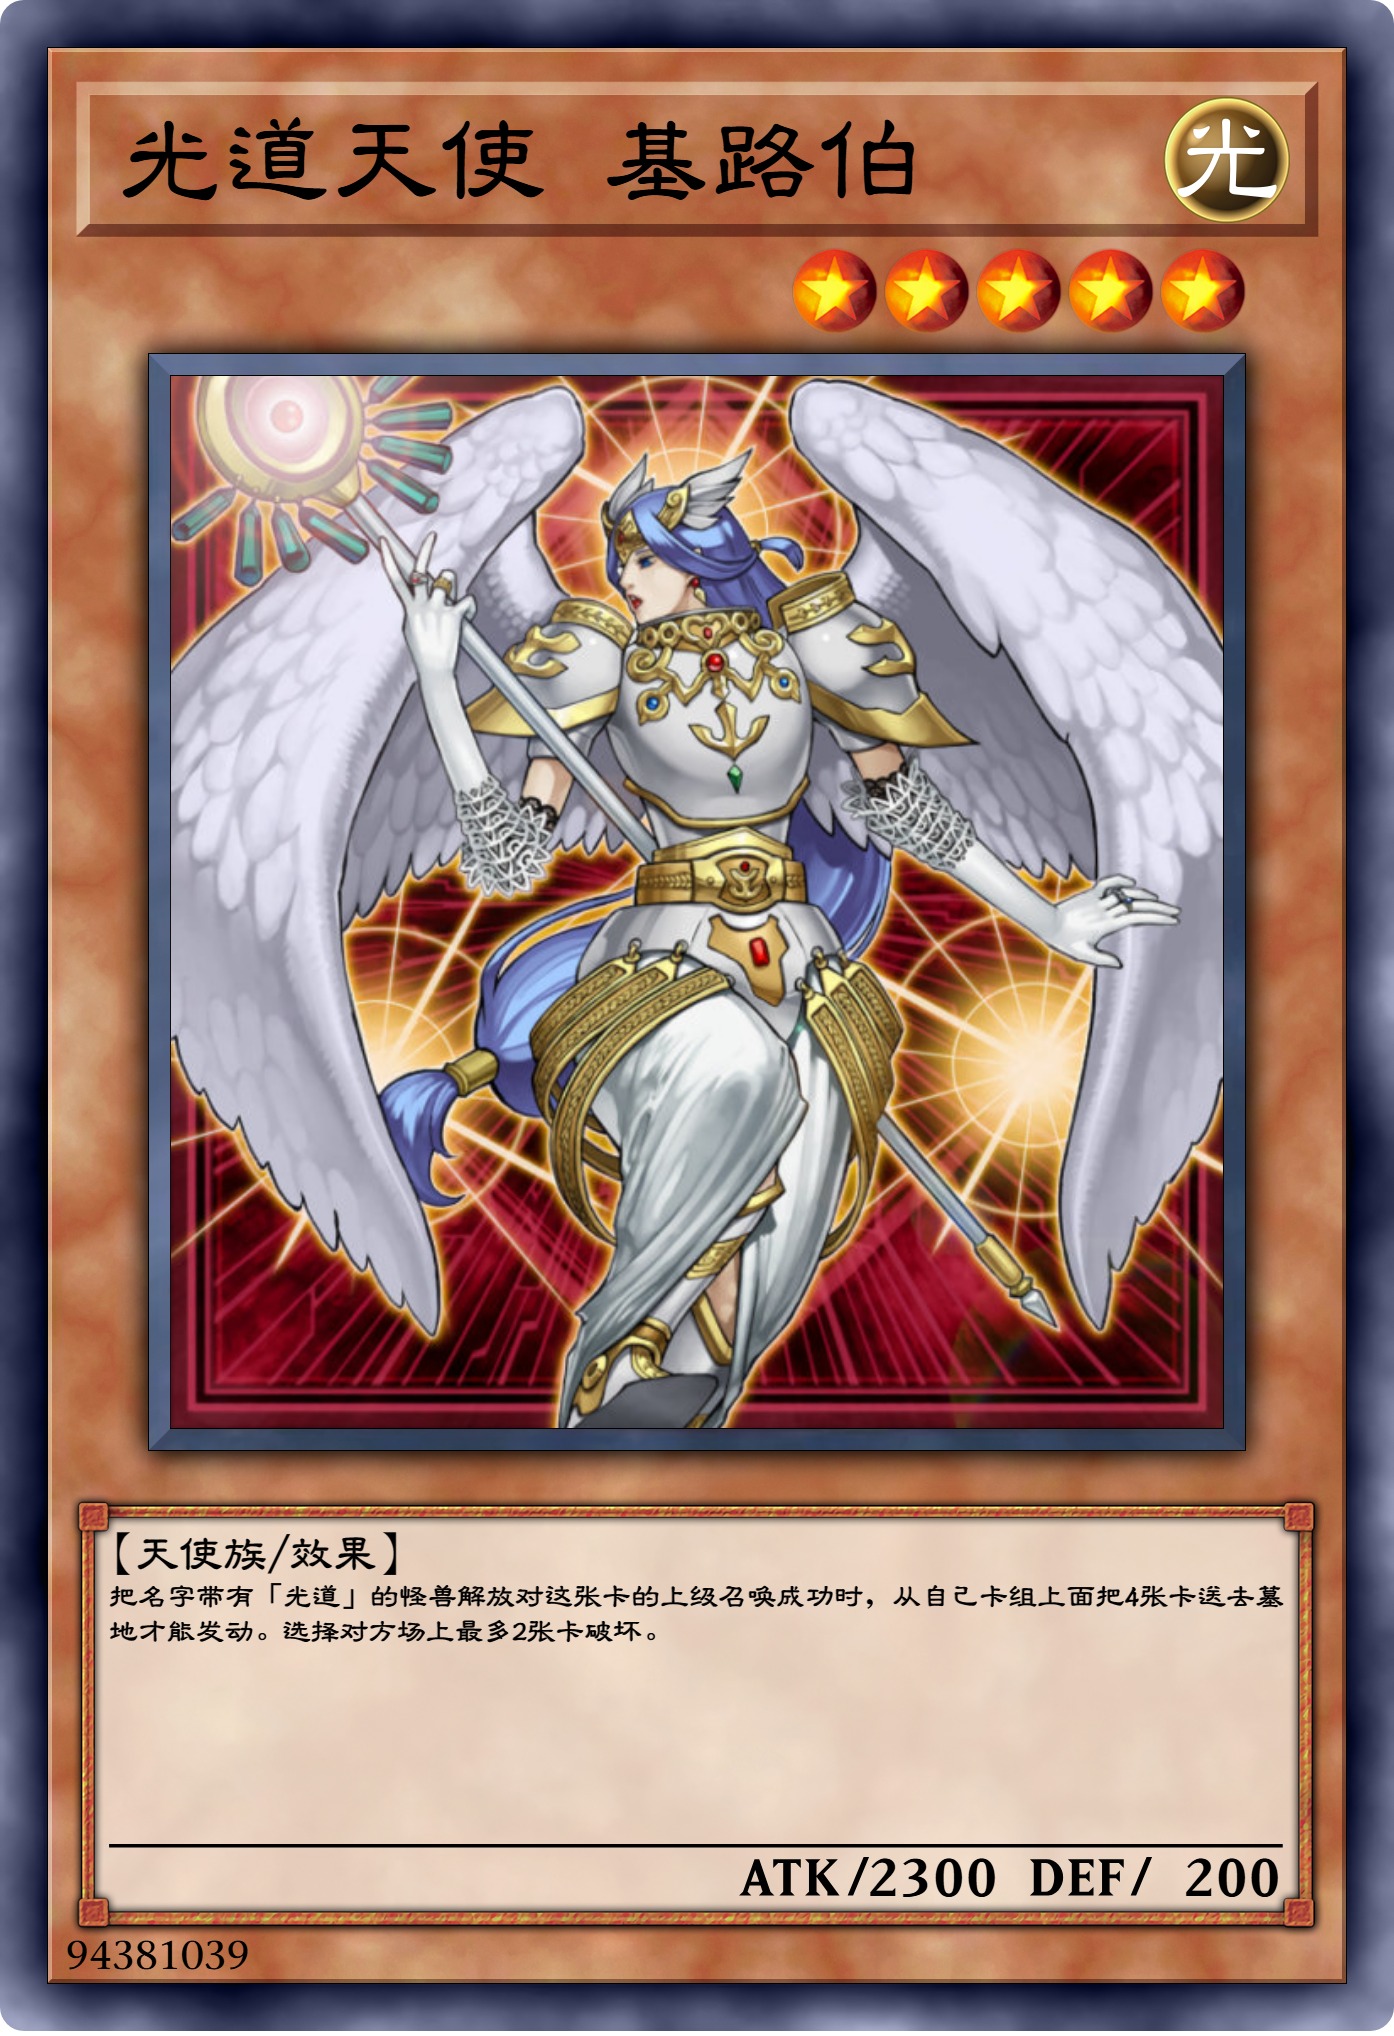 光道天使 基路伯
光
【天使族/效果】
把名字带有「光道」的怪兽解放对这张卡的上级召唤成功时，从自己卡组上面把4张卡送去墓
地才能发动。选择对方场上最多2张卡破坏。
ATK/2300 DEF/ 200
94381039